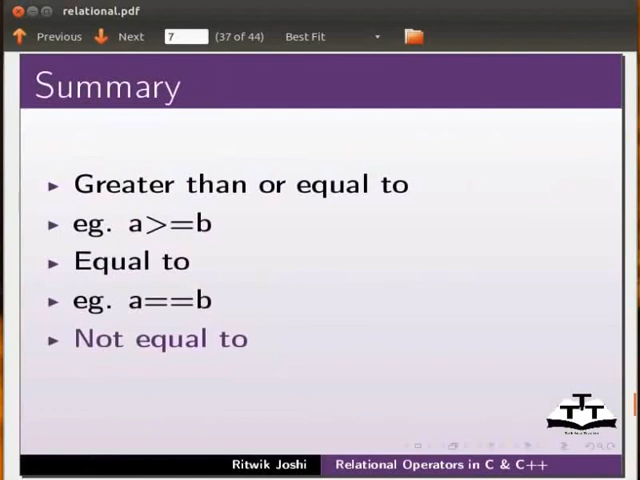 relational.pdf
Previous Next 7 (37 of 44) Best Fit
Summary
Greater than or equal to
eg. a>=b
Equal to
eg. a==b
Not equal to
TTT
Ritwik Joshi Relational Operators in C & C++